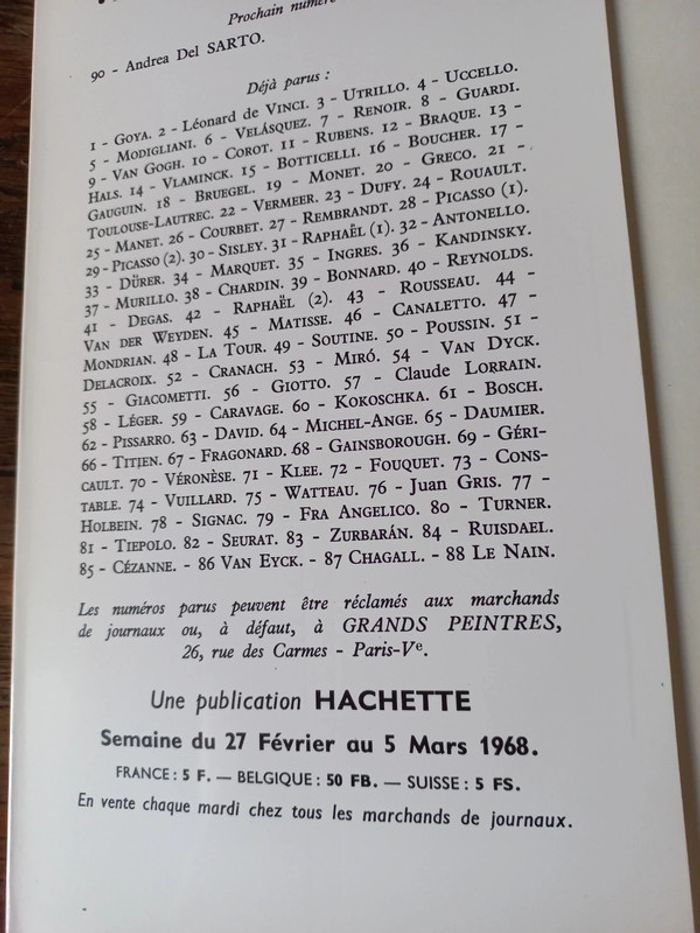 Prochain numéro
90 - Andrea Del SARTO.
Déjà parus :
1 - GOYA. 2 - Léonard de VINCI. 3 - UTRILLO. 4 - UCCELLO.
5 - MODIGLIANI. 6 - VELÁSQUEZ. 7 - RENOIR. 8 - GUARDI.
9 - VAN GOGH. 10 - COROT. 11 - RUBENS. 12 - BRAQUE. 13 -
HALS. 14 - VLAMINCK. 15 - BOTTICELLI. 16 - BOUCHER. 17 -
GAUGUIN. 18 - BRUEGEL. 19 - MONET. 20 - GRECO. 21 -
TOULOUSE-LAUTREC. 22 - VERMEER. 23 - DUFY. 24 - ROUAULT.
25 - MANET. 26 - COURBET. 27 - REMBRANDT. 28 - PICASSO (1).
29 - PICASSO (2). 30 - SISLEY. 31 - RAPHAËL (1). 32 - ANTONELLO.
33 - DÜRER. 34 - MARQUET. 35 - INGRES. 36 - KANDINSKY.
37 - MURILLO. 38 - CHARDIN. 39 - BONNARD. 40 - REYNOLDS.
41 - DEGAS. 42 - RAPHAËL (2). 43 - ROUSSEAU. 44 -
VAN DER WEYDEN. 45 - MATISSE. 46 - CANALETTO. 47 -
MONDRIAN. 48 - LA TOUR. 49 - SOUTINE. 50 - POUSSIN. 51 -
DELACROIX. 52 - CRANACH. 53 - MIRÓ. 54 - VAN DYCK.
55 - GIACOMETTI. 56 - GIOTTO. 57 - Claude LORRAIN.
58 - LÉGER. 59 - CARAVAGE. 60 - KOKOSCHKA. 61 - BOSCH.
62 - PISSARRO. 63 - DAVID. 64 - MICHEL-ANGE. 65 - DAUMIER.
66 - TITIEN. 67 - FRAGONARD. 68 - GAINSBOROUGH. 69 - GÉRI-
CAULT. 70 - VÉRONÈSE. 71 - KLEE. 72 - FOUQUET. 73 - CONS-
TABLE. 74 - VUILLARD. 75 - WATTEAU. 76 - Juan GRIS. 77 -
HOLBEIN. 78 - SIGNAC. 79 - FRA ANGELICO. 80 - TURNER.
81 - TIEPOLO. 82 - SEURAT. 83 - ZURBARÁN. 84 - RUISDAEL.
85 - CÉZANNE. - 86 VAN EYCK. - 87 CHAGALL. - 88 LE NAIN.
Les numéros parus peuvent être réclamés aux marchands
de journaux ou, à défaut, à GRANDS PEINTRES,
26, rue des Carmes - Paris-Vᵉ.
Une publication HACHETTE
Semaine du 27 Février au 5 Mars 1968.
FRANCE : 5 F. — BELGIQUE : 50 FB. — SUISSE : 5 FS.
En vente chaque mardi chez tous les marchands de journaux.